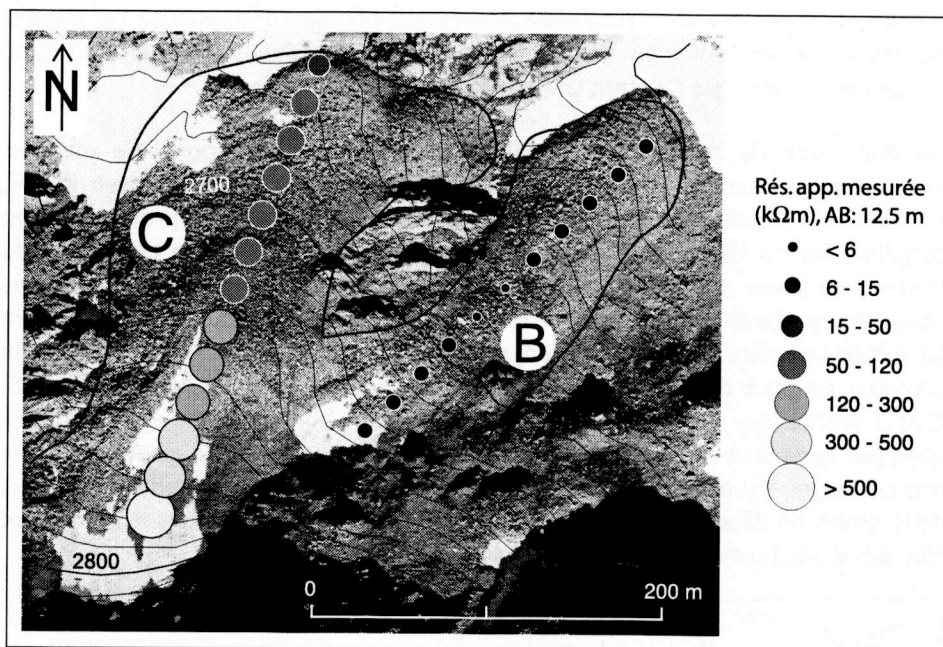 N
2700
C
B
2800
0
200 m
Rés. app. mesurée
(kΩm), AB: 12.5 m
< 6
6 - 15
15 - 50
50 - 120
120 - 300
300 - 500
> 500